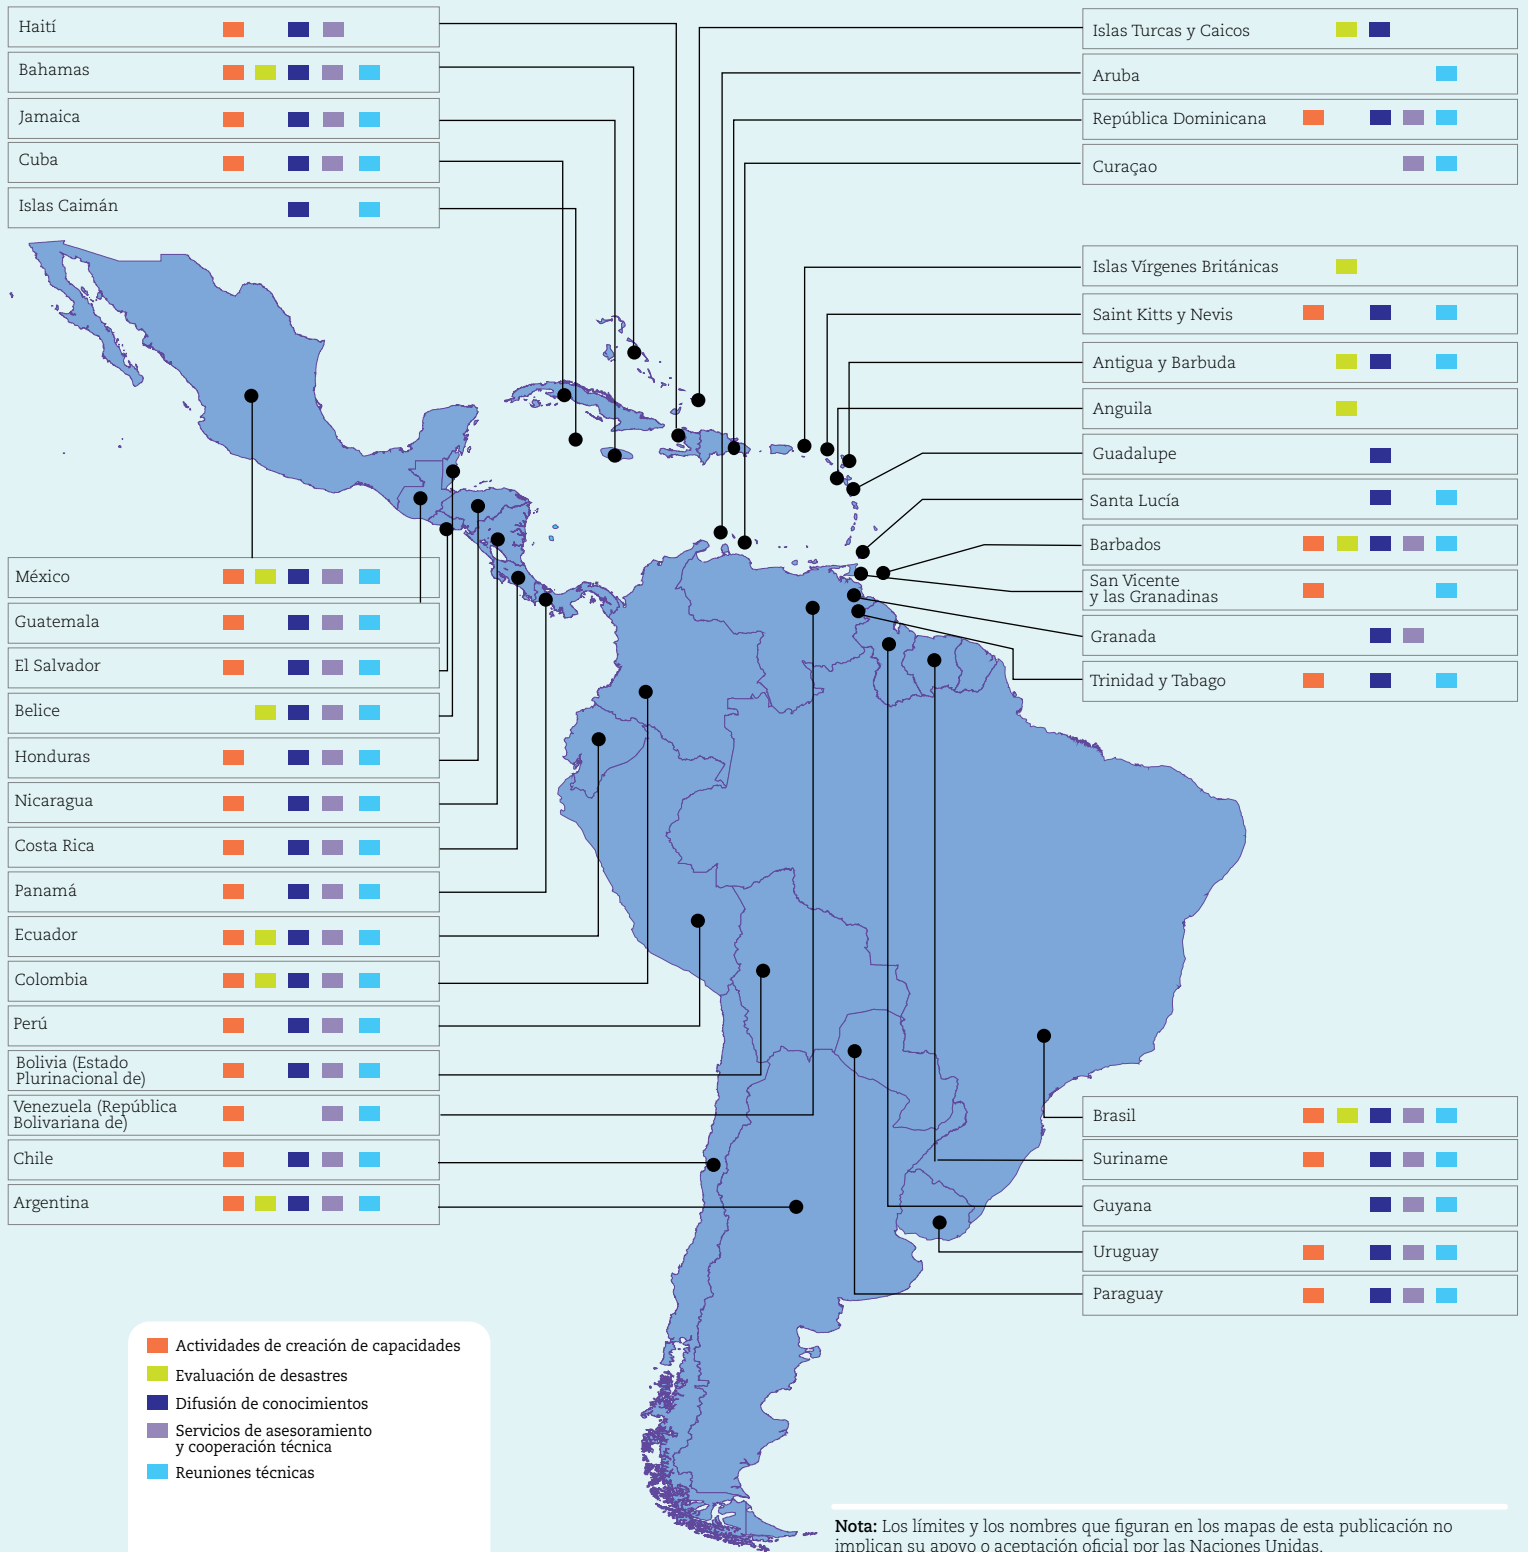 Haití
Bahamas
Jamaica
Cuba
Islas Caimán
Islas Turcas y Caicos
Aruba
República Dominicana
Curaçao
Islas Vírgenes Británicas
Saint Kitts y Nevis
Antigua y Barbuda
Anguila
Guadalupe
Santa Lucía
Barbados
San Vicente
y las Granadinas
Granada
Trinidad y Tabago
México
Guatemala
El Salvador
Belice
Honduras
Nicaragua
Costa Rica
Panamá
Ecuador
Colombia
Perú
Bolivia (Estado
Plurinacional de)
Venezuela (República
Bolivariana de)
Chile
Argentina
Brasil
Suriname
Guyana
Uruguay
Paraguay
Actividades de creación de capacidades
Evaluación de desastres
Difusión de conocimientos
Servicios de asesoramiento
y cooperación técnica
Reuniones técnicas
Nota: Los límites y los nombres que figuran en los mapas de esta publicación no
implican su apoyo o aceptación oficial por las Naciones Unidas.